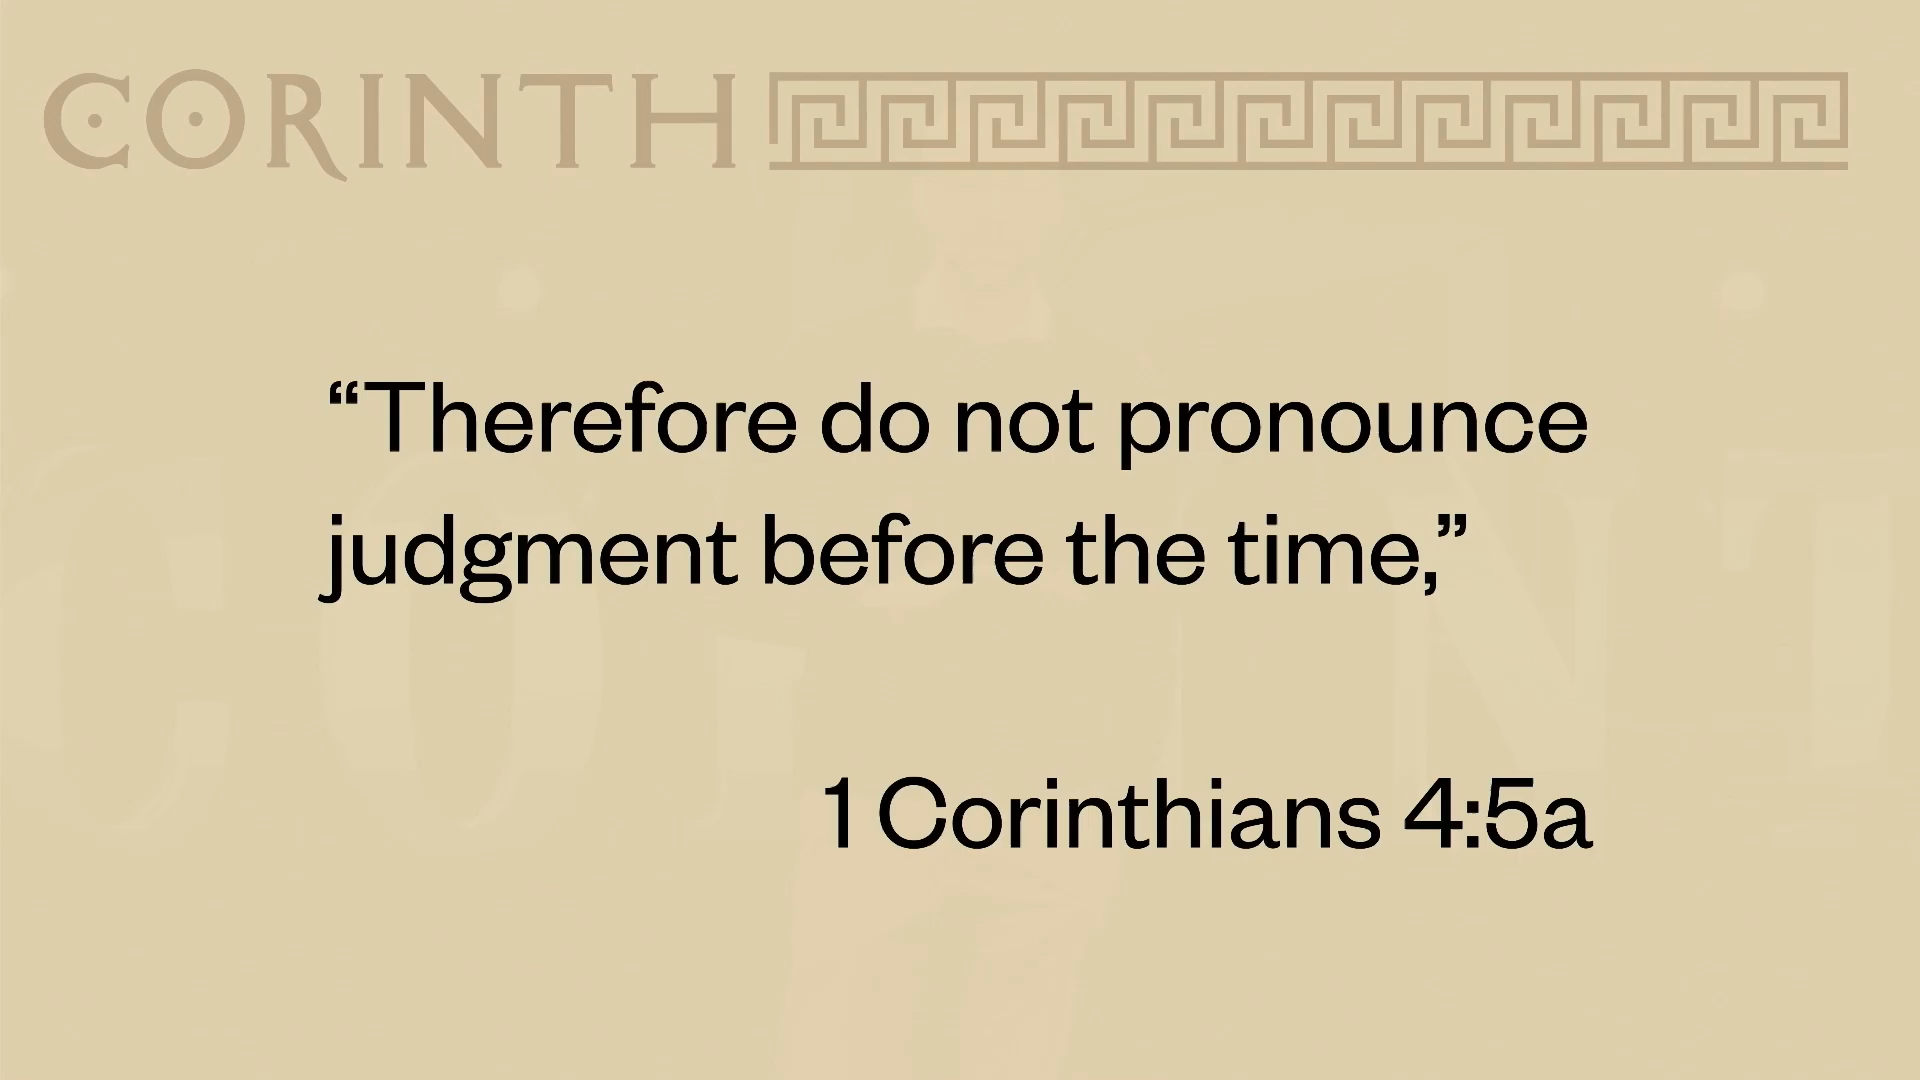 CORINTH
“Therefore do not pronounce
judgment before the time,”
1 Corinthians 4:5a